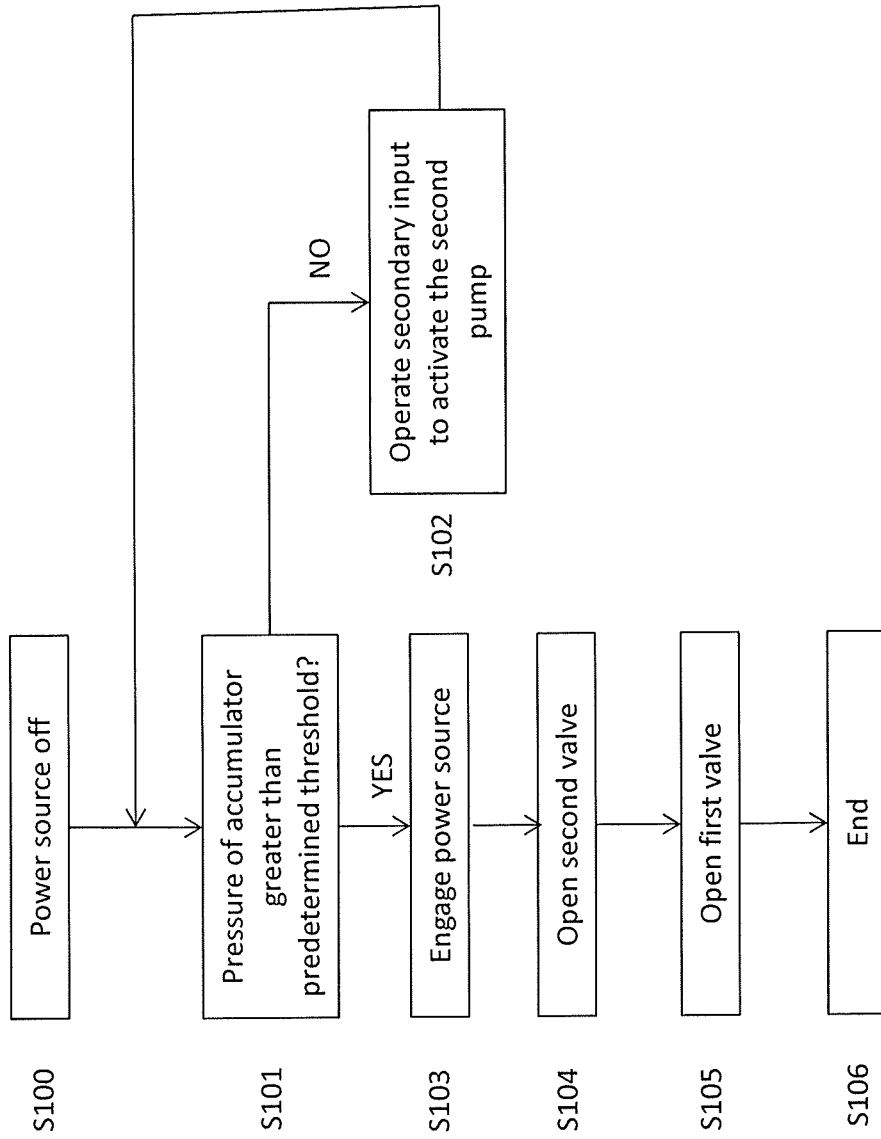 S100
Power source off
S101
Pressure of accumulator
greater than
predetermined threshold?
NO
YES
S102
Operate secondary input
to activate the second
pump
S103
Engage power source
S104
Open second valve
S105
Open first valve
S106
End